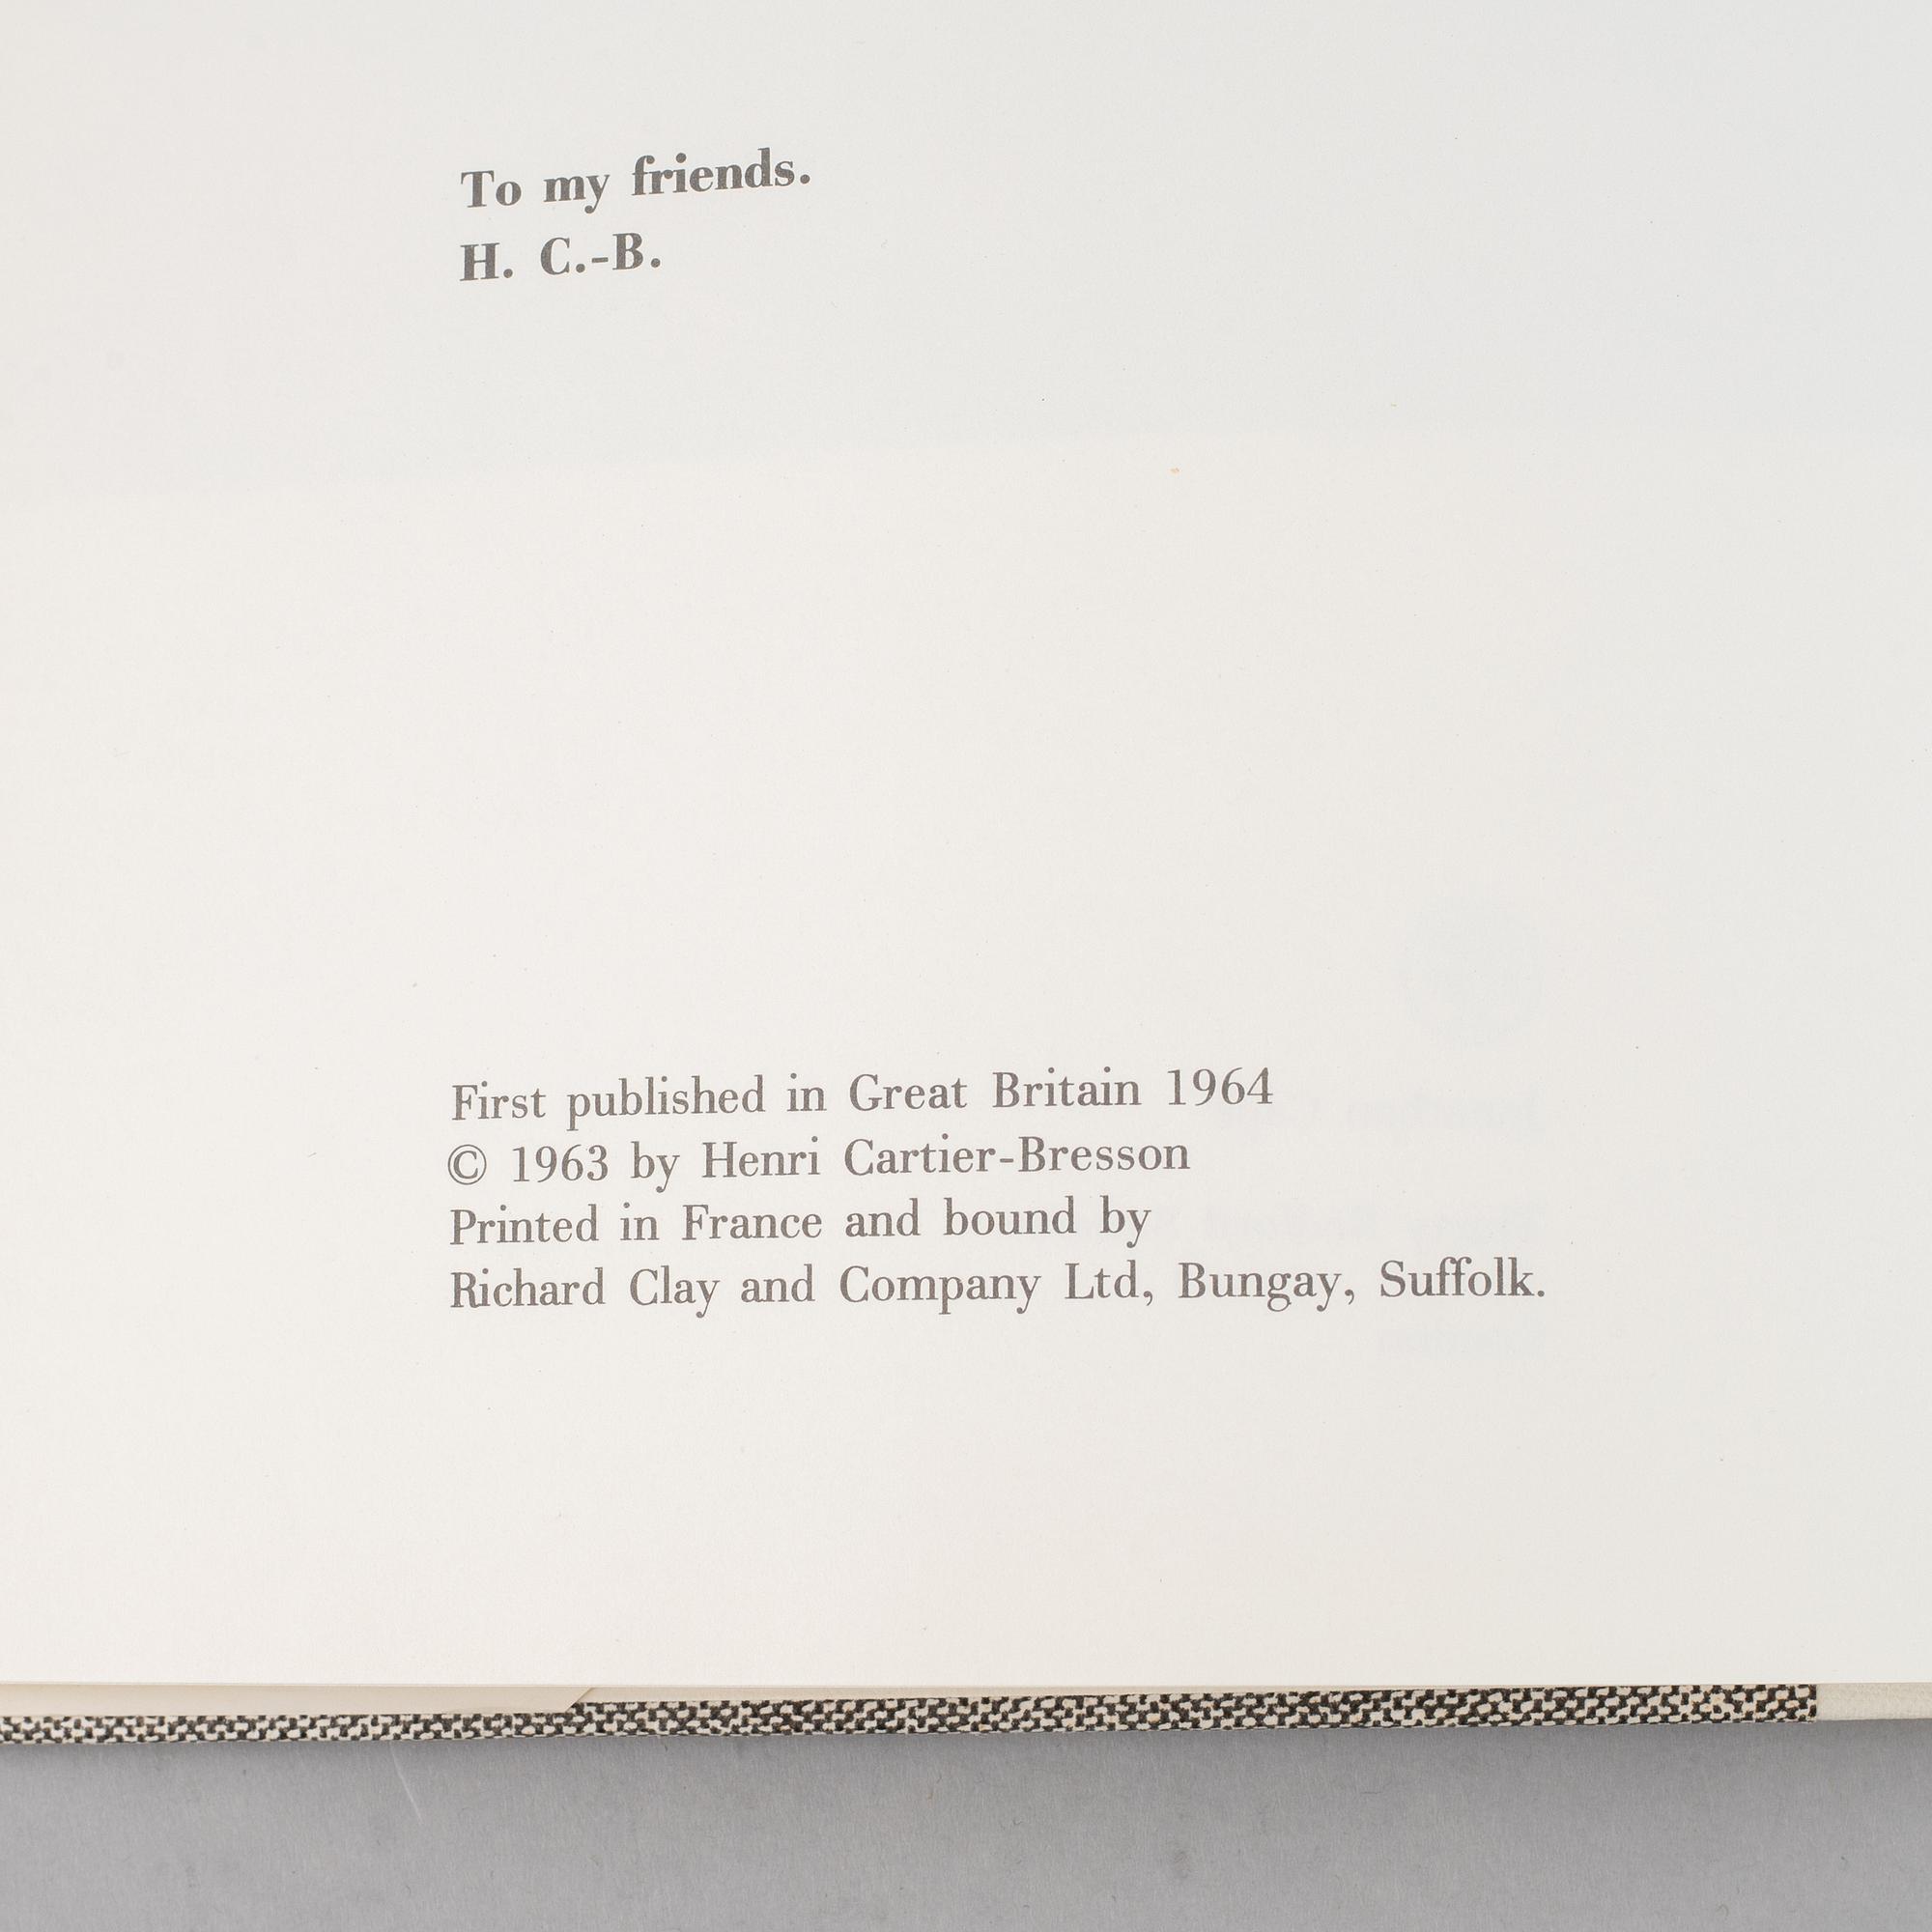 To my friends.
H. C.-B.
First published in Great Britain 1964
© 1963 by Henri Cartier-Bresson
Printed in France and bound by
Richard Clay and Company Ltd, Bungay, Suffolk.